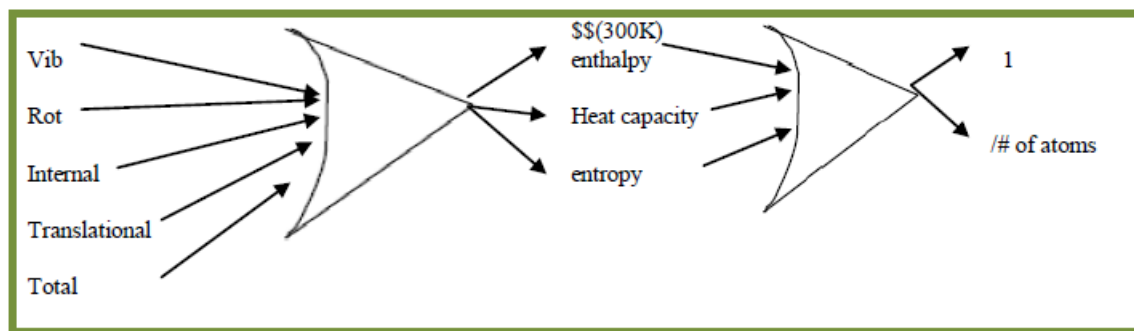 Vib
Rot
Internal
Translational
Total
$$(300K)
enthalpy
Heat capacity
entropy
1
/# of atoms